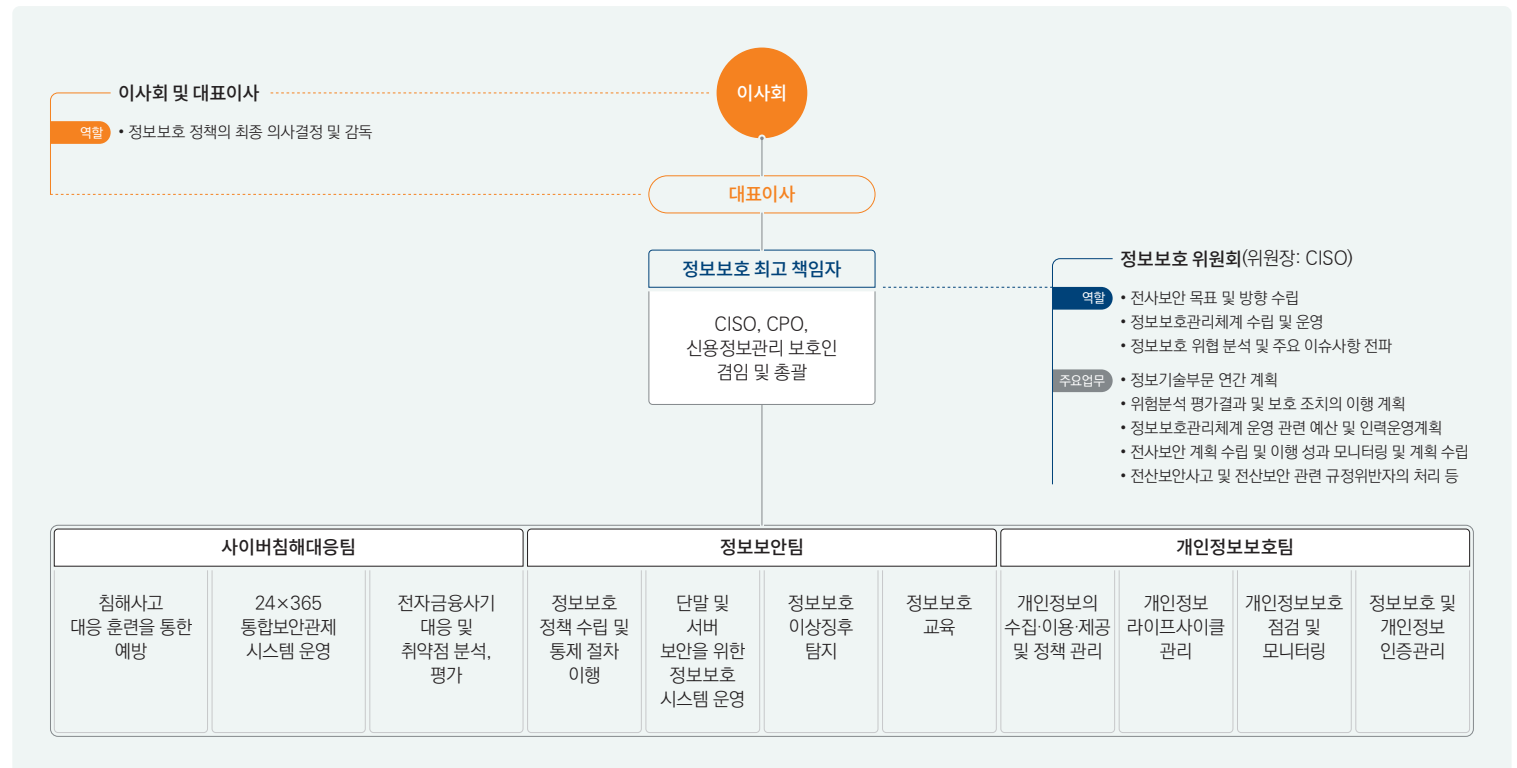 이사회 및 대표이사
역할 • 정보보호 정책의 최종 의사결정 및 감독
이사회
대표이사
정보보호 최고 책임자
CISO, CPO,
신용정보관리 보호인
겸임 및 총괄
정보보호 위원회(위원장: CISO)
역할 • 전사보안 목표 및 방향 수립
• 정보보호관리체계 수립 및 운영
• 정보보호 위협 분석 및 주요 이슈사항 전파
주요업무 • 정보기술부문 연간 계획
• 위험분석 평가결과 및 보호 조치의 이행 계획
• 정보보호관리체계 운영 관련 예산 및 인력운영계획
• 전사보안 계획 수립 및 이행 성과 모니터링 및 계획 수립
• 전산보안사고 및 전산보안 관련 규정위반자의 처리 등
사이버침해대응팀
침해사고
대응 훈련을 통한
예방
24×365
통합보안관제
시스템 운영
전자금융사기
대응 및
취약점 분석,
평가
정보보안팀
정보보호
정책 수립 및
통제 절차
이행
단말 및
서버
보안을 위한
정보보호
시스템 운영
정보보호
이상징후
탐지
정보보호
교육
개인정보보호팀
개인정보의
수집·이용·제공
및 정책 관리
개인정보
라이프사이클
관리
개인정보보호
점검 및
모니터링
정보보호 및
개인정보
인증관리